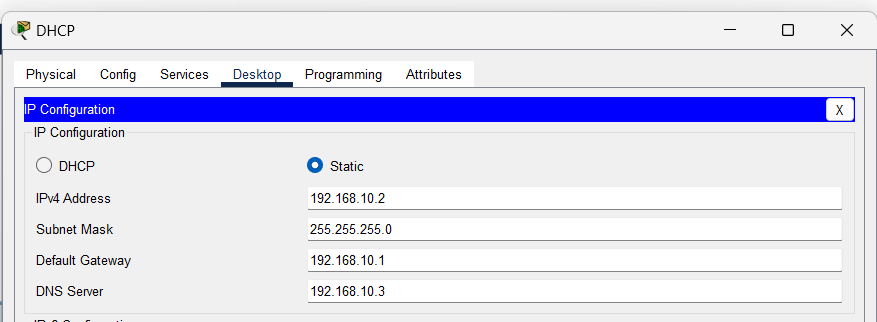 DHCP
Physical Config Services Desktop Programming Attributes
IP Configuration X
IP Configuration
DHCP Static
IPv4 Address 192.168.10.2
Subnet Mask 255.255.255.0
Default Gateway 192.168.10.1
DNS Server 192.168.10.3